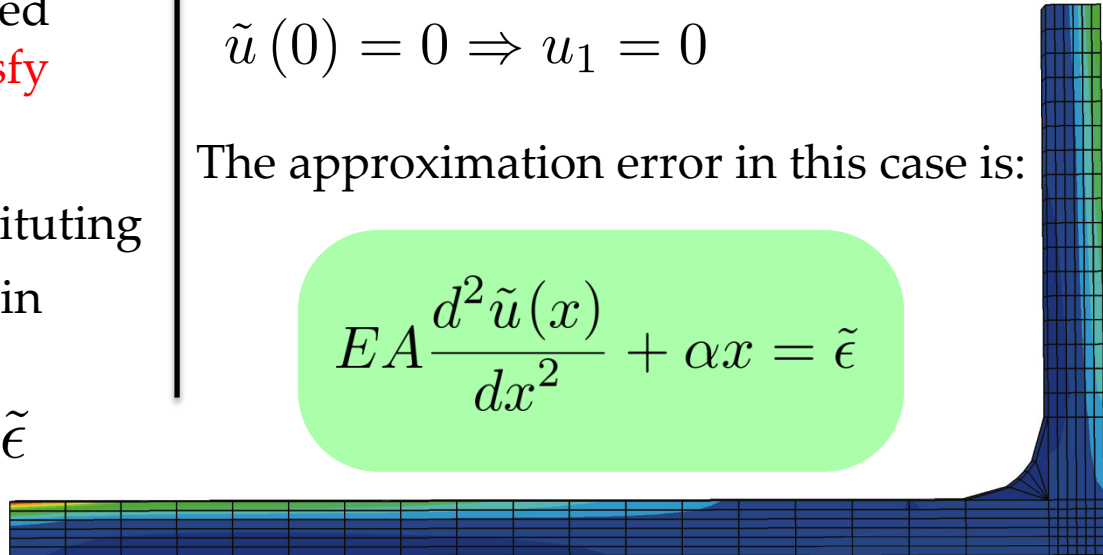 ed
sfy
ituting
in
ϵ̃
ũ (0) = 0 ⇒ u₁ = 0
The approximation error in this case is:
EA d²ũ(x)/dx² + αx = ϵ̃